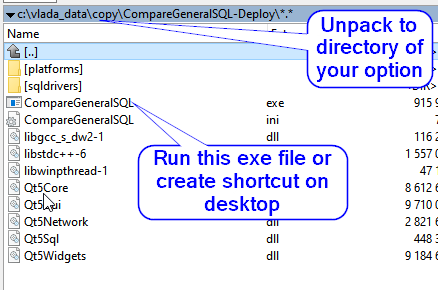 c:\vlada_data\copy\CompareGeneralSQL-Deploy\*.*
Unpack to
directory of
your option
Name
[..]
[platforms]
[sqldrivers]
CompareGeneralSQL exe 915 9
CompareGeneralSQL ini 7
libgcc_s_dw2-1 dll 116 2
libstdc++-6 1 557 0
libwinpthread-1 47 1
Run this exe file or
create shortcut on
desktop
Qt5Core 8 612 6
9 710 0
Qt5Network dll 2 821 6
Qt5Sql dll 448 3
Qt5Widgets dll 9 184 6